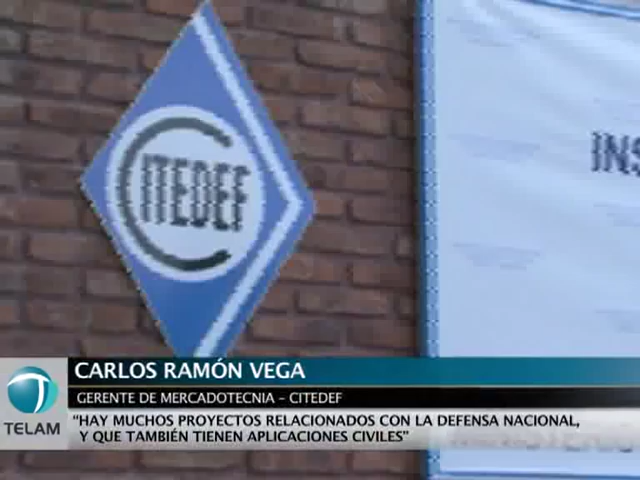 CITEDEF
INS
CARLOS RAMÓN VEGA
GERENTE DE MERCADOTECNIA – CITEDEF
“HAY MUCHOS PROYECTOS RELACIONADOS CON LA DEFENSA NACIONAL,
Y QUE TAMBIÉN TIENEN APLICACIONES CIVILES”
TELAM